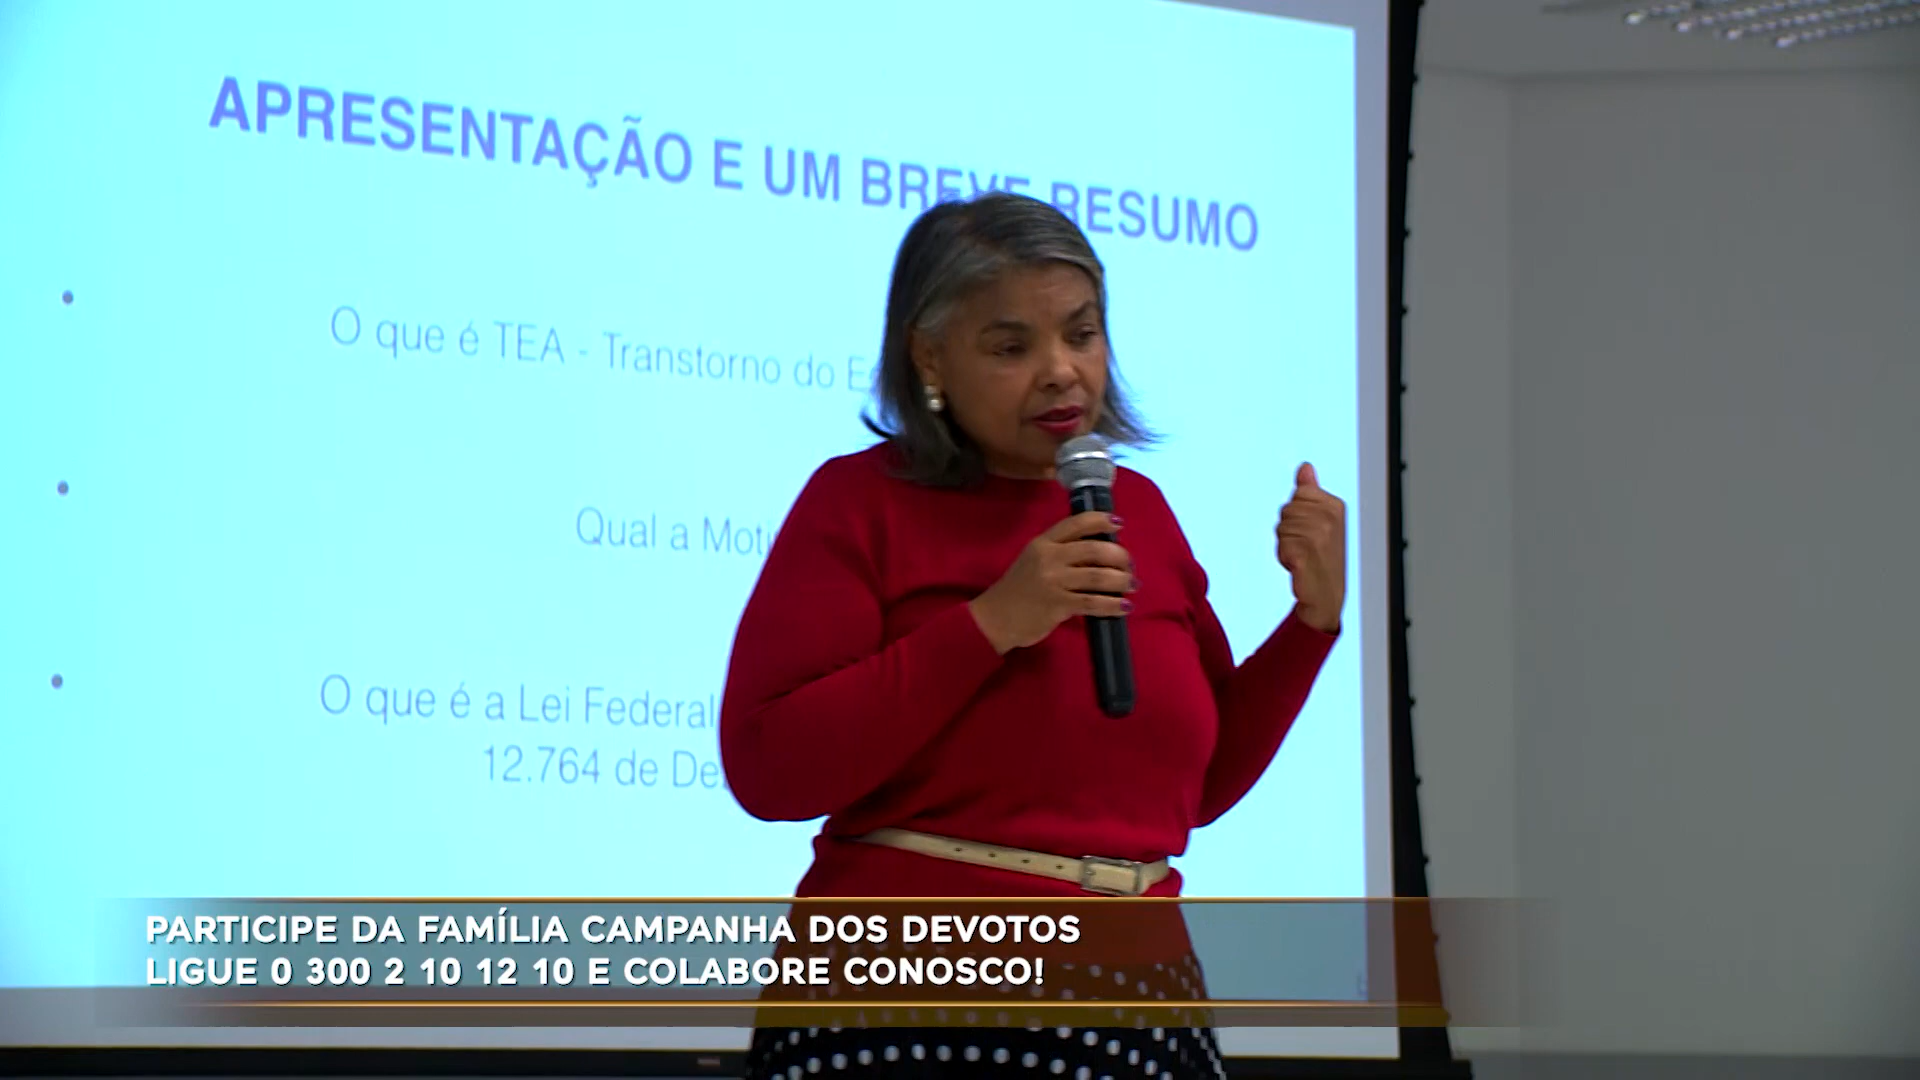 APRESENTAÇÃO E UM BREVE RESUMO
O que é TEA - Transtorno do
Qual a
O que é a Lei Federal
12.764 de
PARTICIPE DA FAMÍLIA CAMPANHA DOS DEVOTOS
LIGUE 0 300 2 10 12 10 E COLABORE CONOSCO!